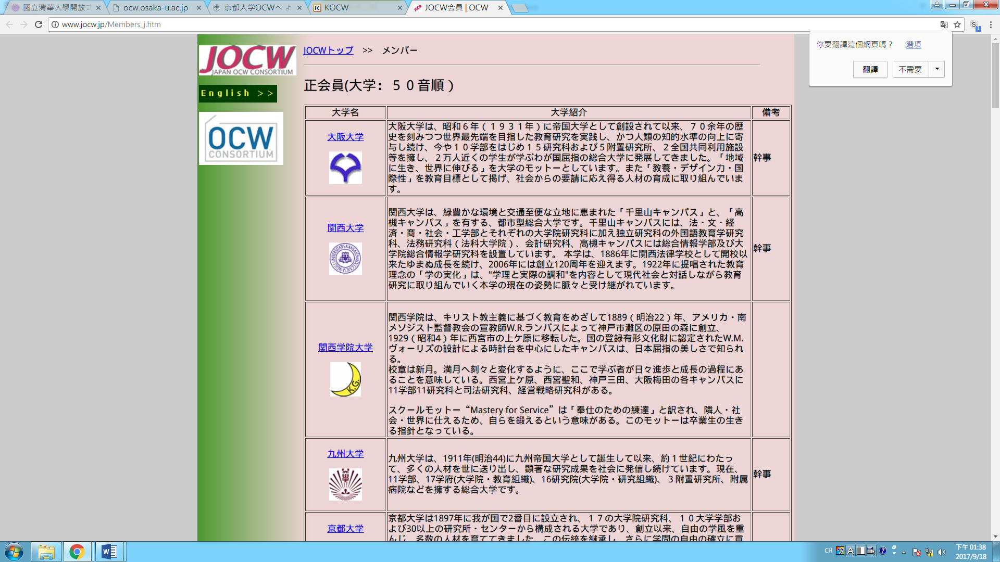 國立清華大學開放式
ocw.osaka-u.ac.jp
京都大学OCWへ よ
KOCW
JOCW会員 | OCW
www.jocw.jp/Members_j.htm
你要翻譯這個網頁嗎？ 選項
翻譯 不需要
JOCW
JAPAN OCW CONSORTIUM
English >>
OCW
CONSORTIUM
JOCWトップ >> メンバー
正会員(大学: ５０音順）
大学名 大学紹介 備考
大阪大学
大阪大学は、昭和６年（１９３１年）に帝国大学として創設されて以来、７０余年の歴
史を刻みつつ世界最先端を目指した教育研究を実践し、かつ人類の知的水準の向上に寄
与し続け、今や１０学部をはじめ１５研究科および５附置研究所、２全国共同利用施設
等を擁し、２万人近くの学生が学ぶわが国屈指の総合大学に発展してきました。「地域
に生き、世界に伸びる」を大学のモットーとしています。また「教養・デザイン力・国
際性」を教育目標として掲げ、社会からの要請に応え得る人材の育成に取り組んでいま
す。
幹事
関西大学
関西大学は、緑豊かな環境と交通至便な立地に恵まれた「千里山キャンパス」と、「高
槻キャンパス」を有する、都市型総合大学です。千里山キャンパスには、法・文・経
済・商・社会・工学部とそれぞれの大学院研究科に加え独立研究科の外国語教育学研究
科、法務研究科（法科大学院）、会計研究科、高槻キャンパスには総合情報学部及び大
学院総合情報学研究科を設置しています。 本学は、1886年に関西法律学校として開校以
来たゆまぬ成長を続け、2006年には創立120周年を迎えます。1922年に提唱された教育
理念の「学の実化」は、"学理と実際の調和"を内容として現代社会と対話しながら教育
研究に取り組んでいく本学の現在の姿勢に脈々と受け継がれています。
幹事
関西学院大学
K.G.
関西学院は、キリスト教主義に基づく教育をめざして1889（明治22）年、アメリカ・南
メソジスト監督教会の宣教師W.R.ランバスによって神戸市灘区の原田の森に創立、
1929（昭和4）年に西宮市の上ケ原に移転した。国の登録有形文化財に認定されたW.M.
ヴォーリズの設計による時計台を中心にしたキャンパスは、日本屈指の美しさで知られ
る。
校章は新月。満月へ刻々と変化するように、ここで学ぶ者が日々進歩と成長の過程にあ
ることを意味している。西宮上ケ原、西宮聖和、神戸三田、大阪梅田の各キャンパスに
11学部11研究科と司法研究科、経営戦略研究科がある。
スクールモットー“Mastery for Service”は「奉仕のための練達」と訳され、隣人・社
会・世界に仕えるため、自らを鍛えるという意味がある。このモットーは卒業生の生き
る指針となっている。
九州大学
九州大学は、1911年(明治44)に九州帝国大学として誕生して以来、約１世紀にわたっ
て、多くの人材を世に送り出し、顕著な研究成果を社会に発信し続けています。現在、
11学部、17学府(大学院・教育組織)、16研究院(大学院・研究組織)、３附置研究所、附属
病院などを擁する総合大学です。
幹事
京都大学
京都大学は1897年に我が国で2番目に設立され、１７の大学院研究科、１０大学学部お
よび30以上の研究所・センターから構成される大学であり、創立以来、自由の学風を重
んじ、多数の人材を育ててきました。この伝統を継承し、さらに学問の自由の確立に貢
CH
下午 01:38
2017/9/18